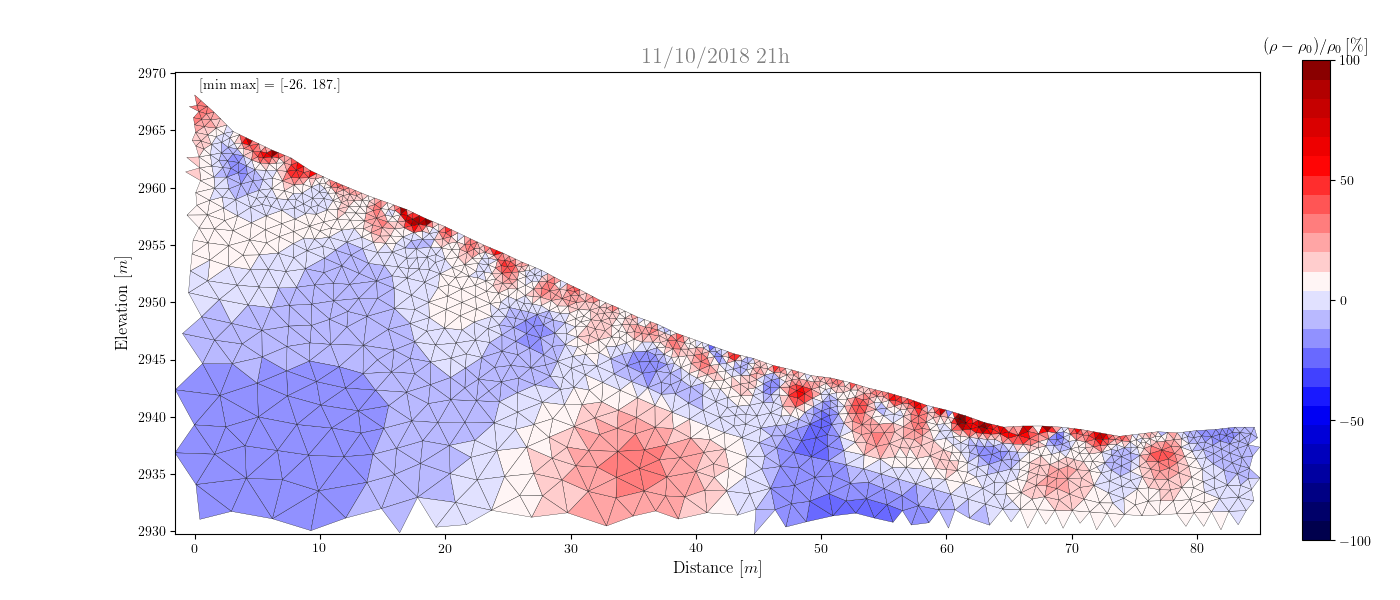 11/10/2018 21h
(ρ − ρ₀)/ρ₀ [%]
[min max] = [-26. 187.]
2970
2965
2960
2955
2950
2945
2940
2935
2930
Elevation [m]
0 10 20 30 40 50 60 70 80
Distance [m]
100
50
0
−50
−100